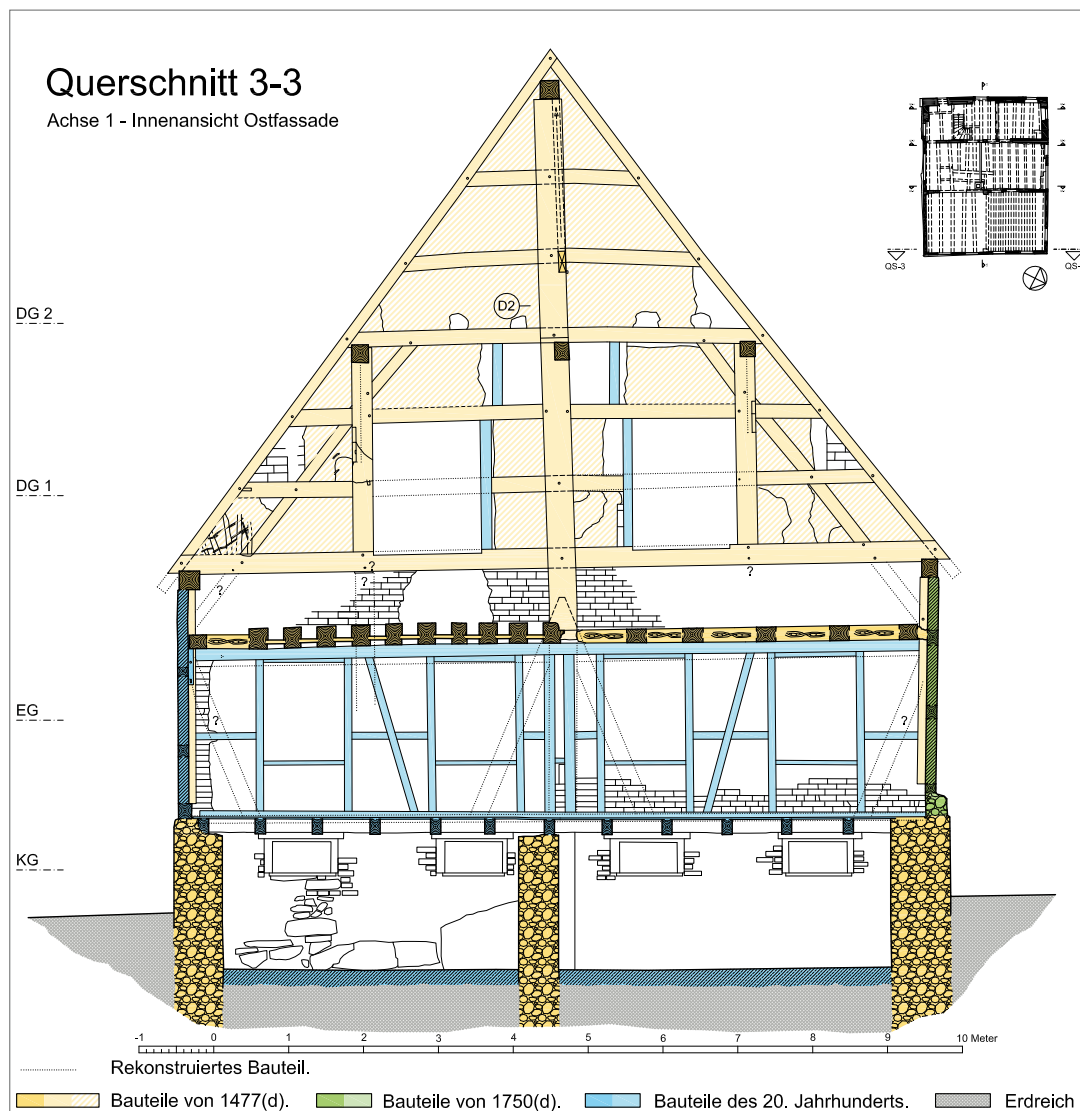 Querschnitt 3-3
Achse 1 - Innenansicht Ostfassade
QS-3
QS-
DG 2
D2
DG 1
?
?
?
?
?
?
EG
?
?
KG
-1 0 1 2 3 4 5 6 7 8 9 10 Meter
Rekonstruiertes Bauteil.
Bauteile von 1477(d).
Bauteile von 1750(d).
Bauteile des 20. Jahrhunderts.
Erdreich